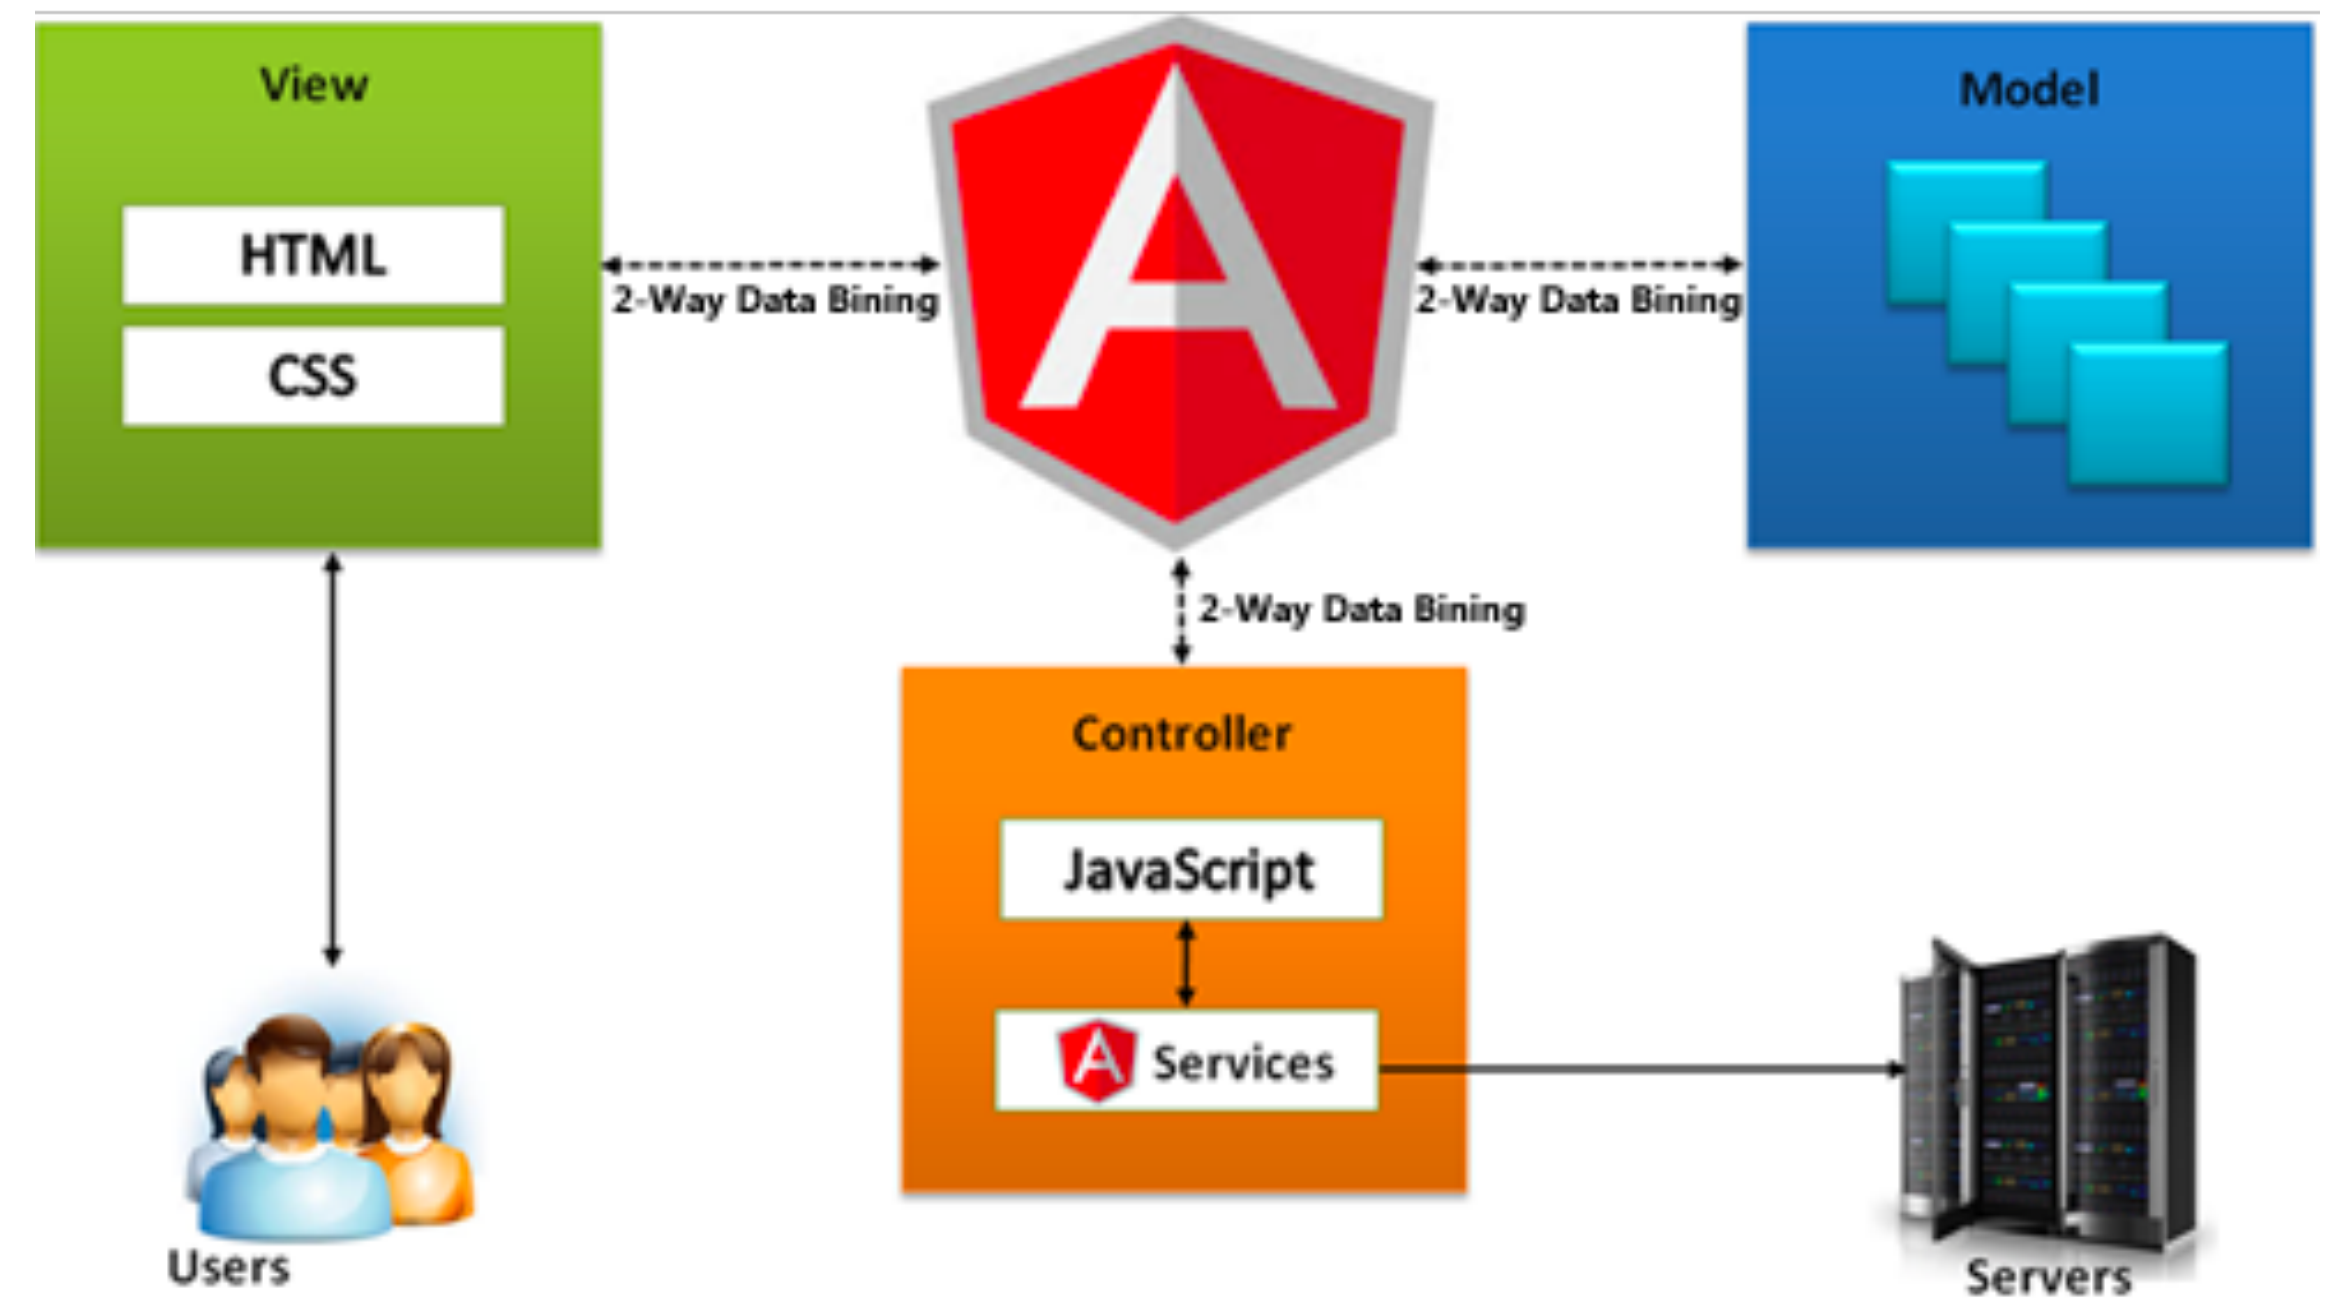 View
Model
HTML
CSS
2-Way Data Bining
2-Way Data Bining
2-Way Data Bining
Controller
JavaScript
Services
Users
Servers